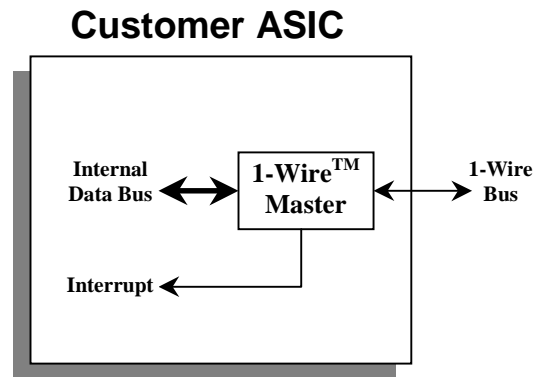 Customer ASIC
Internal
Data Bus
1-Wire™
Master
1-Wire
Bus
Interrupt